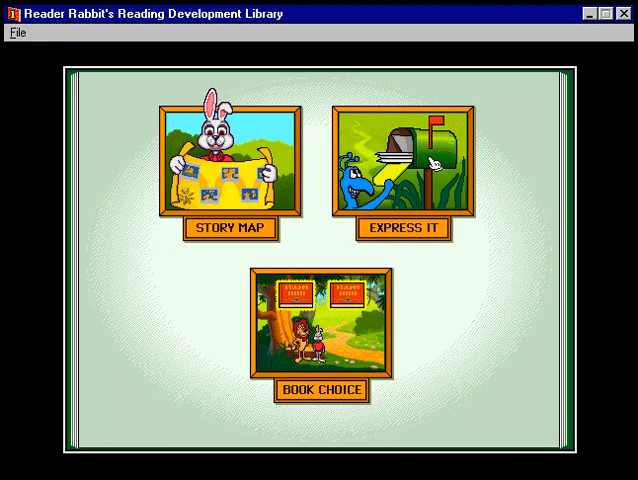 Reader Rabbit's Reading Development Library
File
STORY MAP
EXPRESS IT
BOOK CHOICE